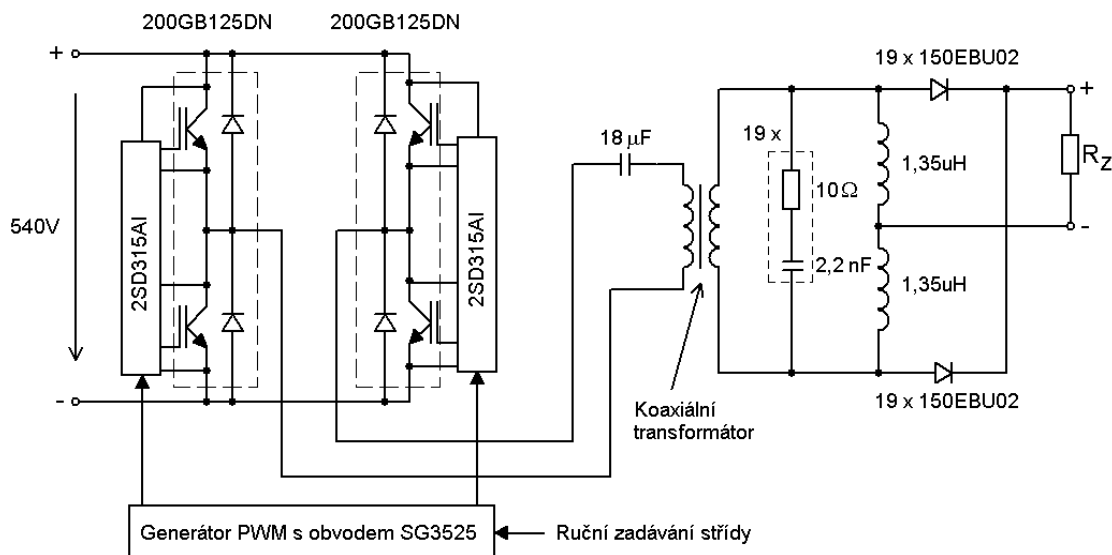 200GB125DN
200GB125DN
+
540V
-
2SD315AI
2SD315AI
18 µF
19 x
10Ω
2,2 nF
1,35uH
1,35uH
19 x 150EBU02
19 x 150EBU02
+
RZ
-
Koaxiální
transformátor
Generátor PWM s obvodem SG3525
Ruční zadávání střídy